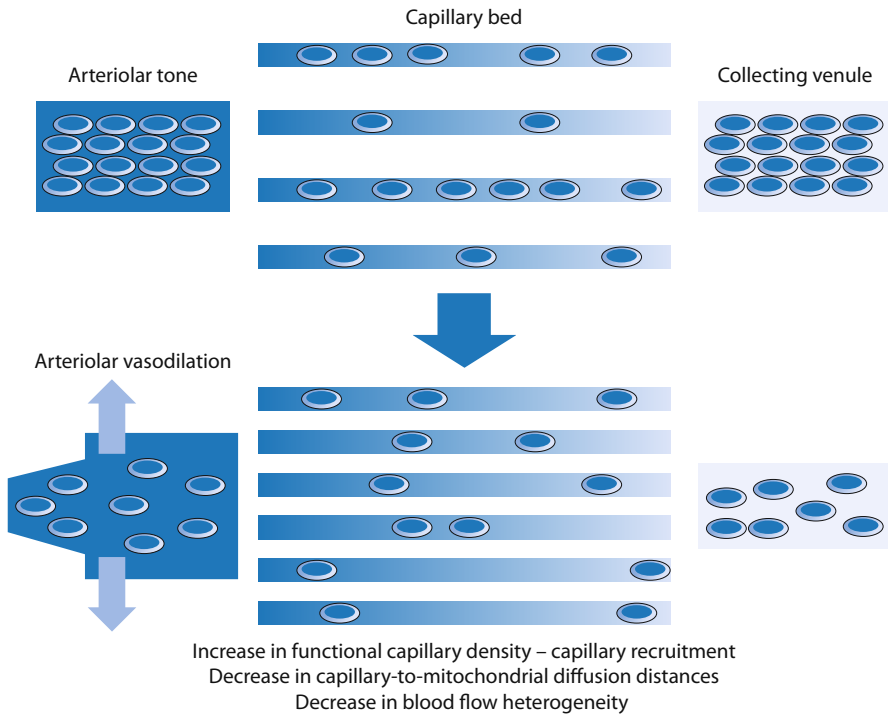 Capillary bed
Arteriolar tone
Collecting venule
Arteriolar vasodilation
Increase in functional capillary density – capillary recruitment
Decrease in capillary-to-mitochondrial diffusion distances
Decrease in blood flow heterogeneity